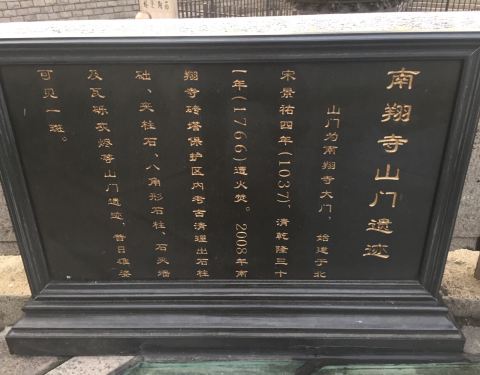 南翔寺山门遗迹
山门为南翔寺大门，始建于北
宋景祐四年(1037)，清乾隆三十
一年(1766)遭火焚。2008年南
翔寺砖塔保护区内考古清理出石柱
础、夹柱石、八角形石柱、石夹墙
及瓦砾灰烬等山门遗迹，昔日雄姿
可见一斑。